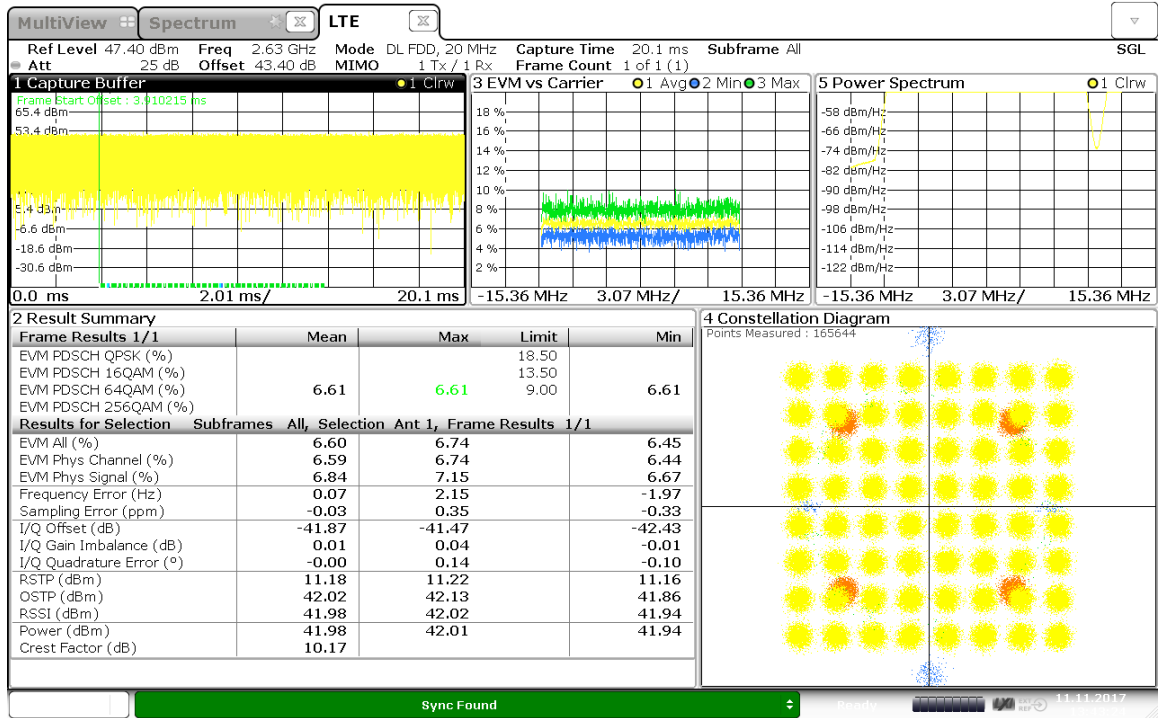 MultiView Spectrum LTE
Ref Level 47.40 dBm Freq 2.63 GHz Mode DL FDD, 20 MHz Capture Time 20.1 ms Subframe All SGL
Att 25 dB Offset 43.40 dB MIMO 1 Tx / 1 Rx Frame Count 1 of 1 (1)
1 Capture Buffer 1 Clrw
Frame Start Offset : 3.910215 ms
65.4 dBm
53.4 dBm
5.4 dBm
-6.6 dBm
-18.6 dBm
-30.6 dBm
0.0 ms 2.01 ms/ 20.1 ms
3 EVM vs Carrier 1 Avg 2 Min 3 Max
18 %
16 %
14 %
12 %
10 %
8 %
6 %
4 %
2 %
-15.36 MHz 3.07 MHz/ 15.36 MHz
5 Power Spectrum 1 Clrw
-58 dBm/Hz
-66 dBm/Hz
-74 dBm/Hz
-82 dBm/Hz
-90 dBm/Hz
-98 dBm/Hz
-106 dBm/Hz
-114 dBm/Hz
-122 dBm/Hz
-15.36 MHz 3.07 MHz/ 15.36 MHz
2 Result Summary
Frame Results 1/1 Mean Max Limit Min
EVM PDSCH QPSK (%) 18.50
EVM PDSCH 16QAM (%) 13.50
EVM PDSCH 64QAM (%) 6.61 6.61 9.00 6.61
EVM PDSCH 256QAM (%)
Results for Selection Subframes All, Selection Ant 1, Frame Results 1/1
EVM All (%) 6.60 6.74 6.45
EVM Phys Channel (%) 6.59 6.74 6.44
EVM Phys Signal (%) 6.84 7.15 6.67
Frequency Error (Hz) 0.07 2.15 -1.97
Sampling Error (ppm) -0.03 0.35 -0.33
I/Q Offset (dB) -41.87 -41.47 -42.43
I/Q Gain Imbalance (dB) 0.01 0.04 -0.01
I/Q Quadrature Error (°) -0.00 0.14 -0.10
RSTP (dBm) 11.18 11.22 11.16
OSTP (dBm) 42.02 42.13 41.86
RSSI (dBm) 41.98 42.02 41.94
Power (dBm) 41.98 42.01 41.94
Crest Factor (dB) 10.17
4 Constellation Diagram
Points Measured : 165644
Sync Found
Ready
11.11.2017